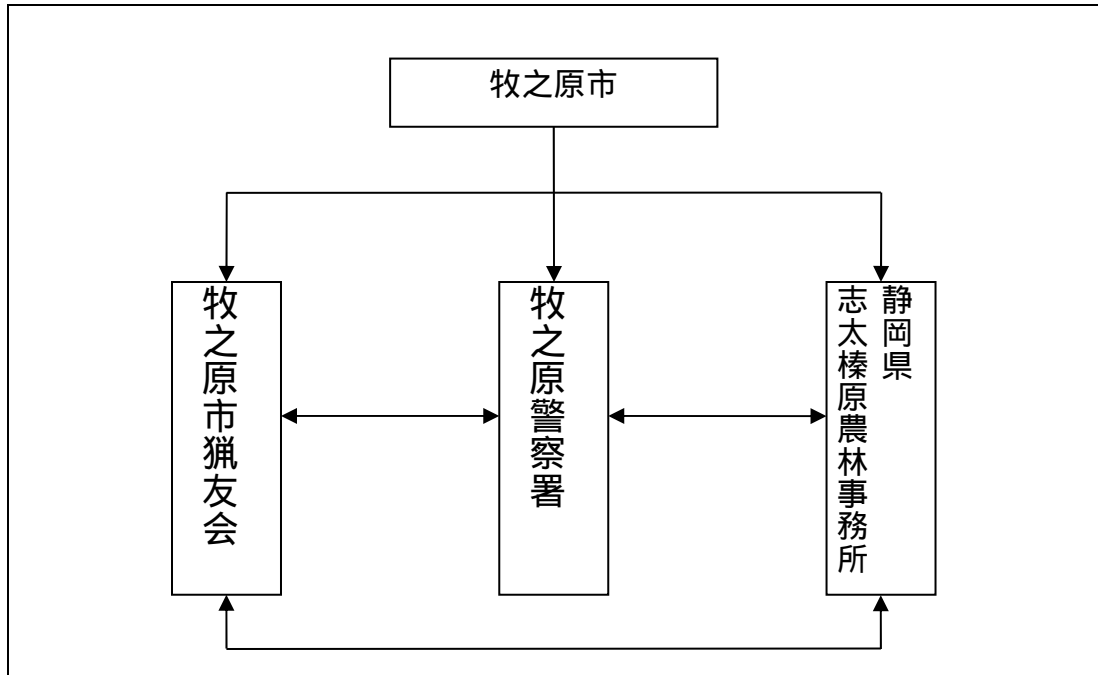 牧之原市
牧之原市猟友会
牧之原警察署
静岡県
志太榛原農林事務所